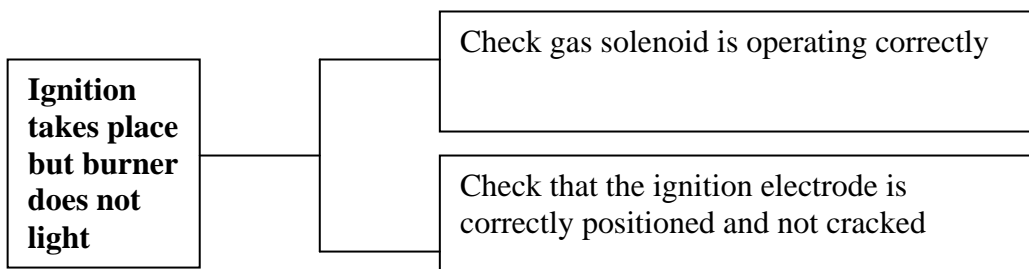 Ignition
takes place
but burner
does not
light
Check gas solenoid is operating correctly
Check that the ignition electrode is
correctly positioned and not cracked